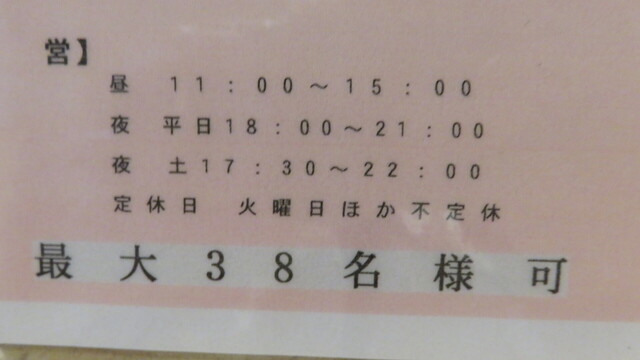 営】
昼 11：00～15：00
夜 平日18：00～21：00
夜 土17：30～22：00
定休日 火曜日ほか不定休
最大38名様可